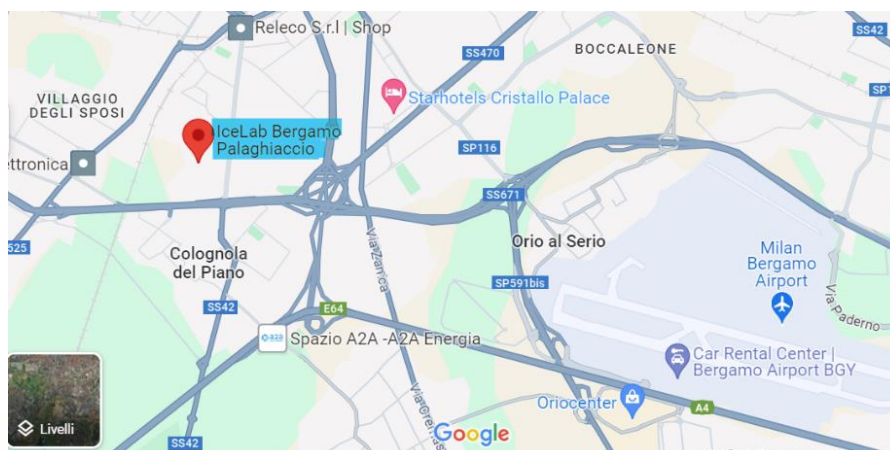 Releco S.r.l | Shop
SS42
SS470
BOCCALEONE
VILLAGGIO
DEGLI SPOSI
Starhotels Cristallo Palace
IceLab Bergamo
Palaghiaccio
ettronica
SP116
SS671
525
Colognola
del Piano
Via Zanica
Orio al Serio
Milan
Bergamo
Airport
SP591bis
SS42
E64
Via Paderno
Spazio A2A -A2A Energia
Car Rental Center |
Bergamo Airport BGY
Oriocenter
A4
Livelli
SS42
Google